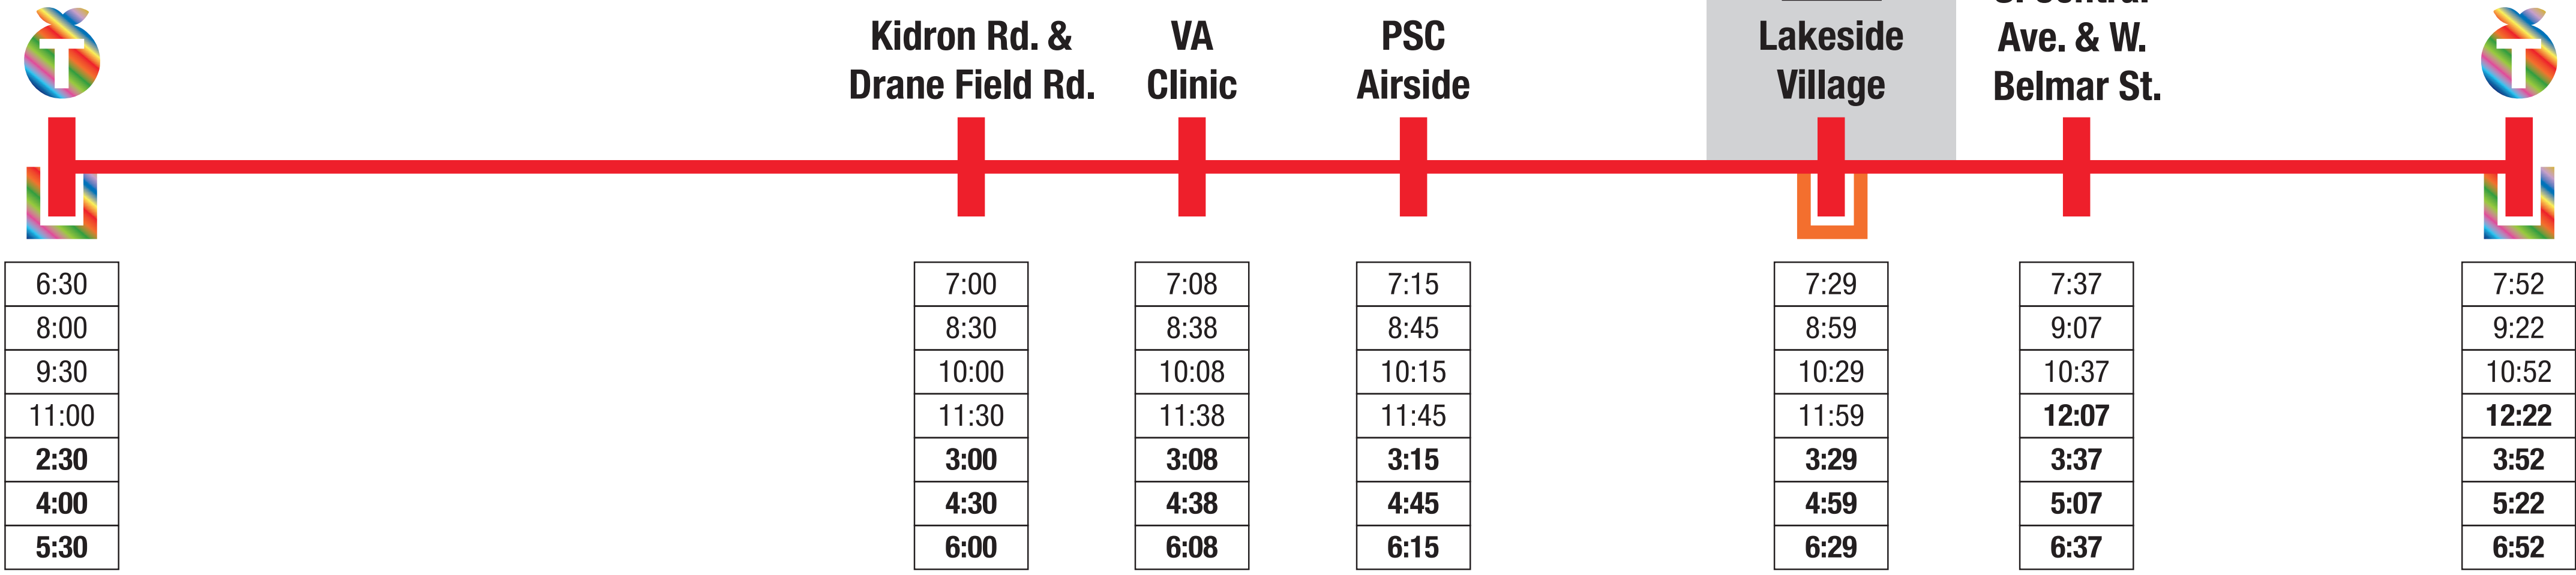 T
Kidron Rd. &
Drane Field Rd.
VA
Clinic
PSC
Airside
Lakeside
Village
Ave. & W.
Belmar St.
T
6:30 7:00 7:08 7:15 7:29 7:37 7:52
8:00 8:30 8:38 8:45 8:59 9:07 9:22
9:30 10:00 10:08 10:15 10:29 10:37 10:52
11:00 11:30 11:38 11:45 11:59 12:07 12:22
2:30 3:00 3:08 3:15 3:29 3:37 3:52
4:00 4:30 4:38 4:45 4:59 5:07 5:22
5:30 6:00 6:08 6:15 6:29 6:37 6:52